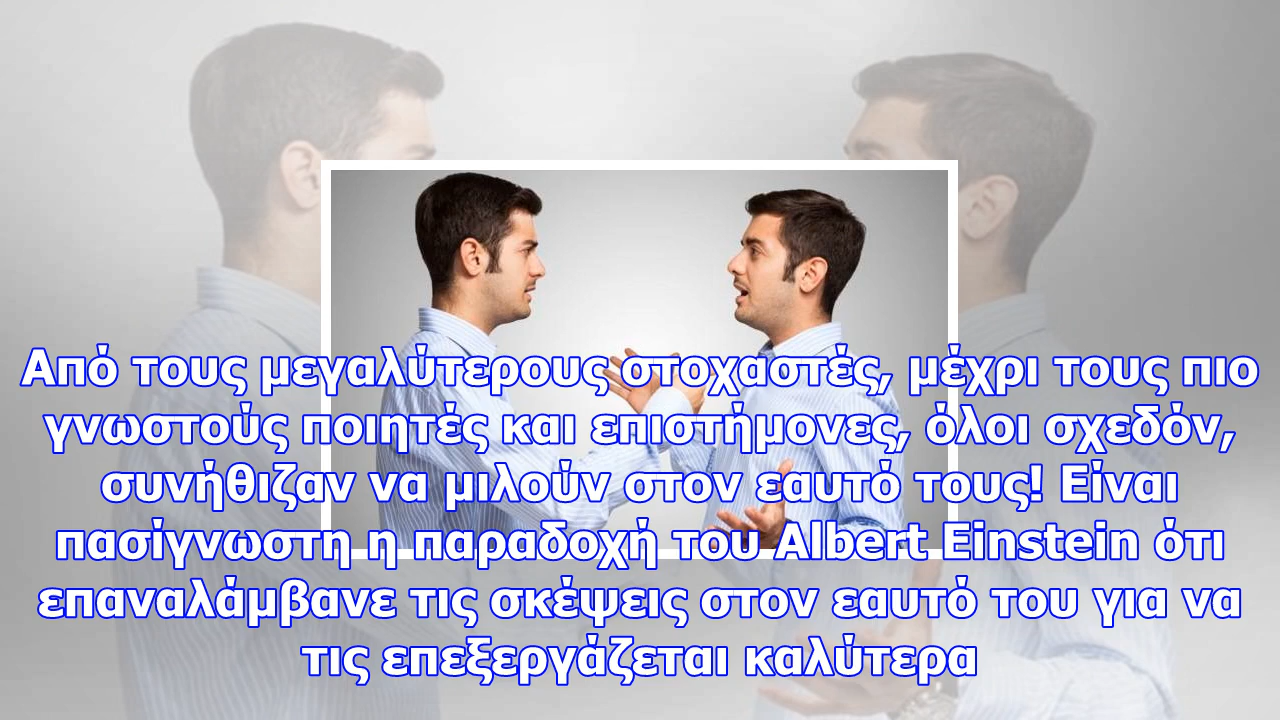 Από τους μεγαλύτερους στοχαστές, μέχρι τους πιο
γνωστούς ποιητές και επιστήμονες, όλοι σχεδόν,
συνήθιζαν να μιλούν στον εαυτό τους! Είναι
πασίγνωστη η παραδοχή του Albert Einstein ότι
επαναλάμβανε τις σκέψεις στον εαυτό του για να
τις επεξεργάζεται καλύτερα